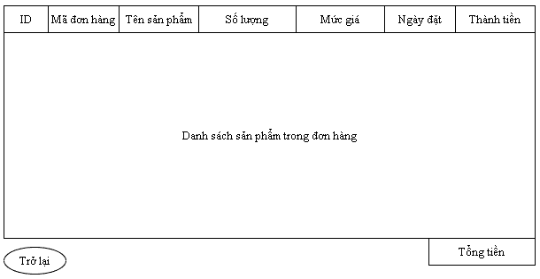 ID Mã đơn hàng Tên sản phẩm Số lượng Mức giá Ngày đặt Thành tiền
Danh sách sản phẩm trong đơn hàng
Tổng tiền
Trở lại